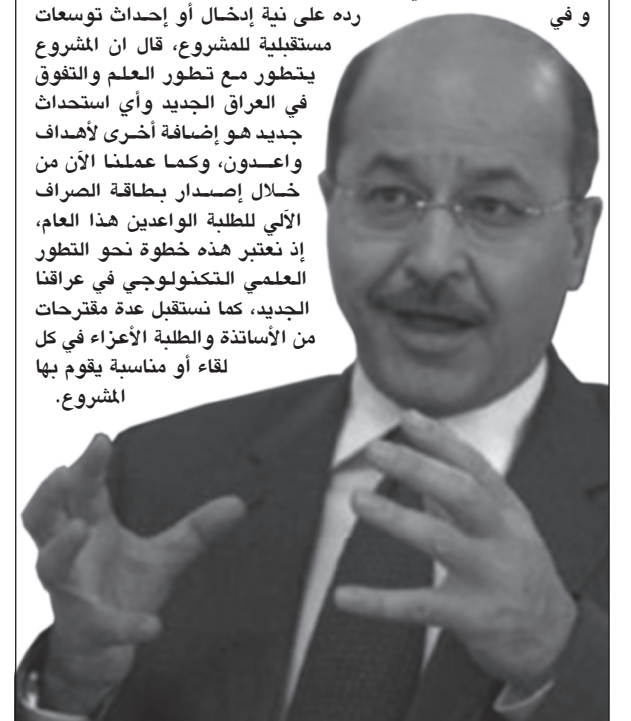 و في رده على نية إدخال أو إحداث توسعات
مستقبلية للمشروع، قال ان المشروع
يتطور مع تطور العلم والتفوق
في العراق الجديد وأي استحداث
جديد هو إضافة أخرى لأهداف
واعدون، وكما عملنا الآن من
خلال إصدار بطاقة الصراف
الآلي للطلبة الواعدين هذا العام،
إذ نعتبر هذه خطوة نحو التطور
العلمي التكنولوجي في عراقنا
الجديد، كما نستقبل عدة مقترحات
من الأساتذة والطلبة الأعزاء في كل
لقاء أو مناسبة يقوم بها
المشروع.